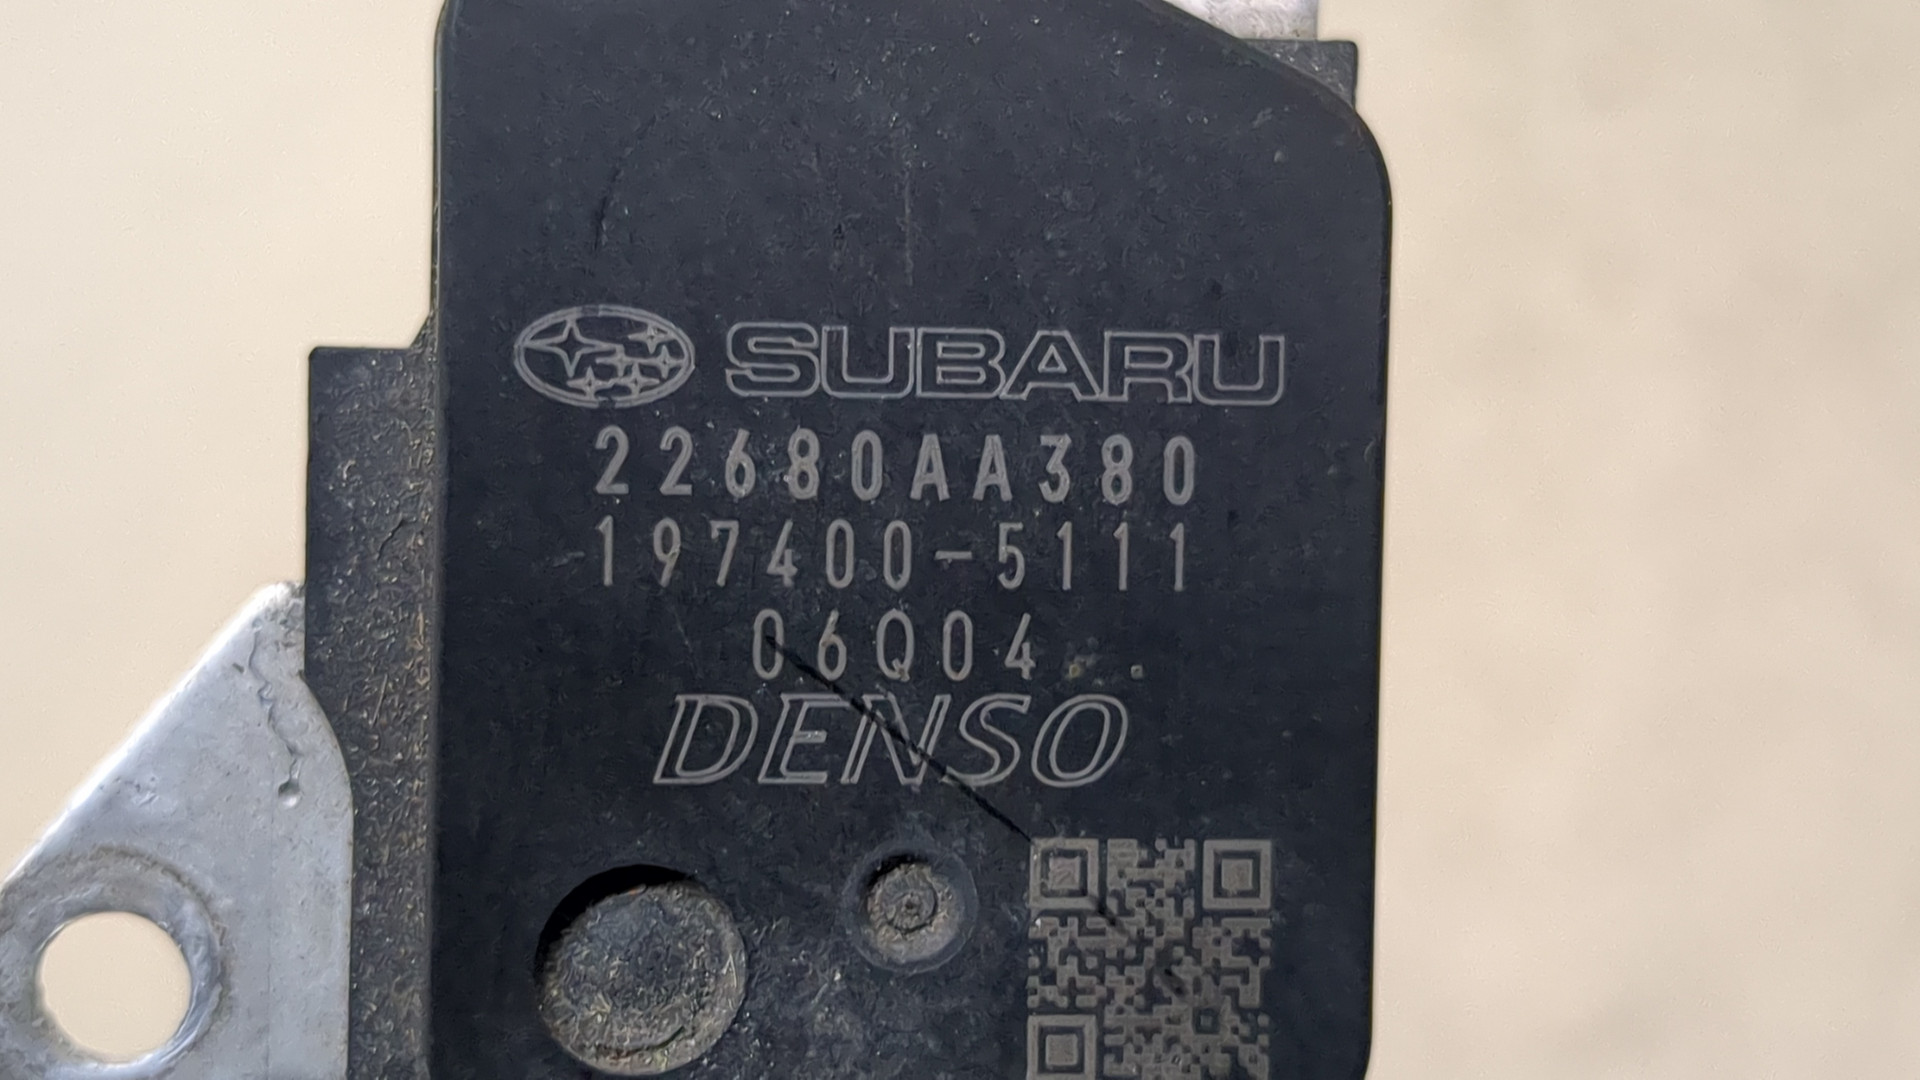 SUBARU
22680AA380
197400-5111
06Q04
DENSO